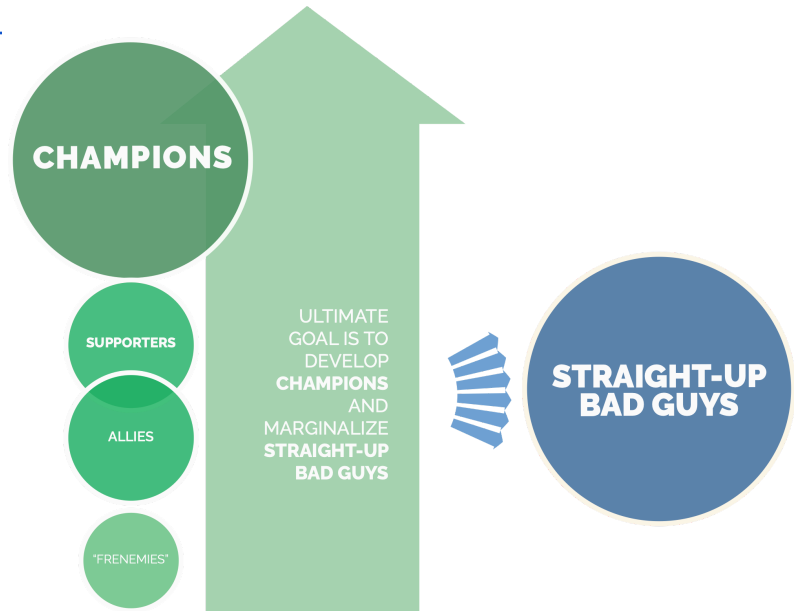 CHAMPIONS
SUPPORTERS
ALLIES
"FRENEMIES"
ULTIMATE
GOAL IS TO
DEVELOP
CHAMPIONS
AND
MARGINALIZE
STRAIGHT-UP
BAD GUYS
STRAIGHT-UP
BAD GUYS